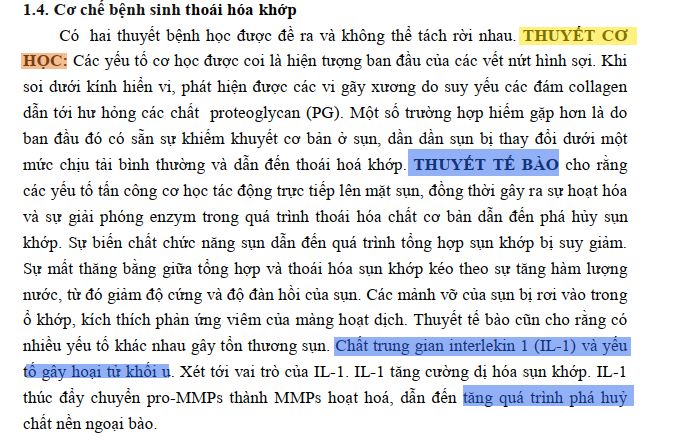 1.4. Cơ chế bệnh sinh thoái hóa khớp
Có hai thuyết bệnh học được đề ra và không thể tách rời nhau. THUYẾT CƠ
HỌC: Các yếu tố cơ học được coi là hiện tượng ban đầu của các vết nứt hình sợi. Khi
soi dưới kính hiển vi, phát hiện được các vi gãy xương do suy yếu các đám collagen
dẫn tới hư hỏng các chất proteoglycan (PG). Một số trường hợp hiếm gặp hơn là do
ban đầu đó có sẵn sự khiếm khuyết cơ bản ở sụn, dần dần sụn bị thay đổi dưới một
mức chịu tải bình thường và dẫn đến thoái hoá khớp. THUYẾT TẾ BÀO cho rằng
các yếu tố tấn công cơ học tác động trực tiếp lên mặt sụn, đồng thời gây ra sự hoạt hóa
và sự giải phóng enzym trong quá trình thoái hóa chất cơ bản dẫn đến phá hủy sụn
khớp. Sự biến chất chức năng sụn dẫn đến quá trình tổng hợp sụn khớp bị suy giảm.
Sự mất thăng bằng giữa tổng hợp và thoái hóa sụn khớp kéo theo sự tăng hàm lượng
nước, từ đó giảm độ cứng và độ đàn hồi của sụn. Các mảnh vỡ của sụn bị rơi vào trong
ổ khớp, kích thích phản ứng viêm của màng hoạt dịch. Thuyết tế bào cũn cho rằng có
nhiều yếu tố khác nhau gây tổn thương sụn. Chất trung gian interlekin 1 (IL-1) và yếu
tố gây hoại tử khối u. Xét tới vai trò của IL-1. IL-1 tăng cường dị hóa sụn khớp. IL-1
thúc đẩy chuyển pro-MMPs thành MMPs hoạt hoá, dẫn đến tăng quá trình phá huỷ
chất nền ngoại bào.